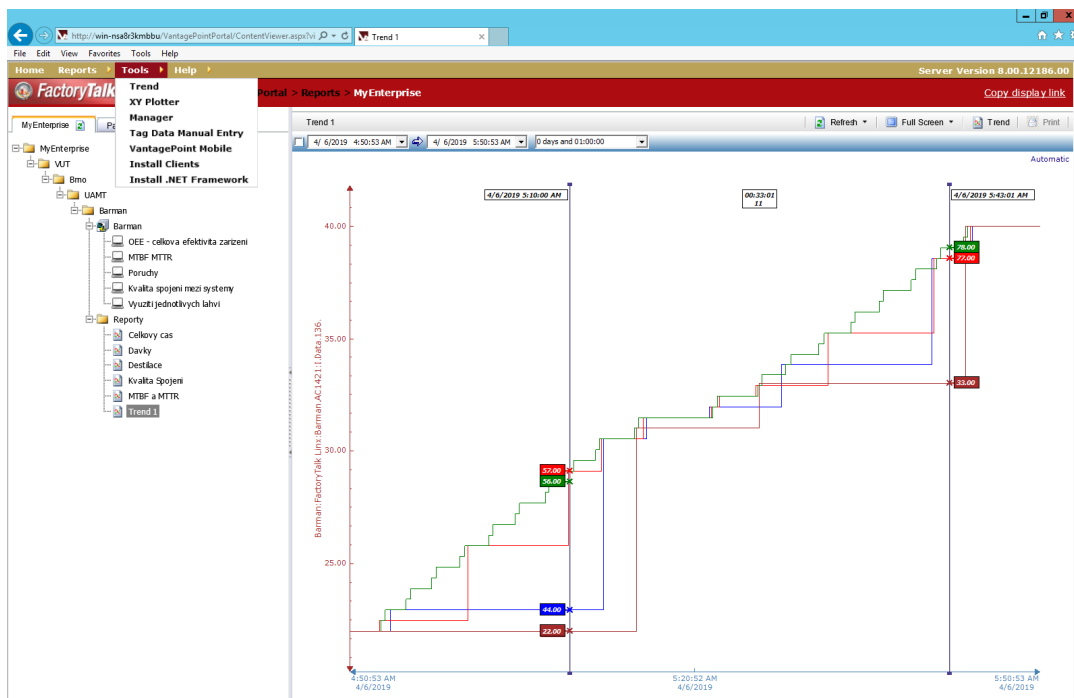 http://win-nsa8r3kmbbu/VantagePointPortal/ContentViewer.aspx?vi
Trend 1
File Edit View Favorites Tools Help
Home Reports Tools Help
Server Version 8.00.12186.00
FactoryTalk
Portal > Reports > MyEnterprise
Copy display link
Trend
XY Plotter
Manager
Tag Data Manual Entry
VantagePoint Mobile
Install Clients
Install .NET Framework
MyEnterprise
Pa
MyEnterprise
VUT
Brno
UAMT
Barman
Barman
OEE - celkova efektivita zarizeni
MTBF MTTR
Poruchy
Kvalita spojeni mezi systemy
Vyuziti jednotlivych lahvi
Reporty
Celkovy cas
Davky
Destilace
Kvalita Spojeni
MTBF a MTTR
Trend 1
Trend 1
Refresh
Full Screen
Trend
Print
4/ 6/2019 4:50:53 AM
4/ 6/2019 5:50:53 AM
0 days and 01:00:00
Automatic
4/6/2019 5:10:00 AM
00:33:01
11
4/6/2019 5:43:01 AM
40.00
35.00
30.00
25.00
Barman:FactoryTalk Linx:Barman.AC1421:I.Data.136.
78.00
77.00
33.00
57.00
56.00
44.00
22.00
4:50:53 AM
4/6/2019
5:20:52 AM
4/6/2019
5:50:53 AM
4/6/2019